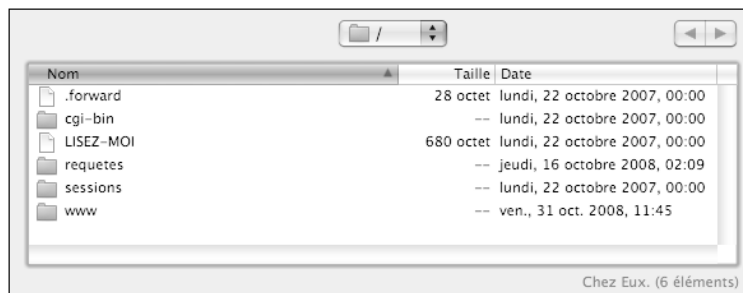 /
Nom Taille Date
.forward 28 octet lundi, 22 octobre 2007, 00:00
cgi-bin -- lundi, 22 octobre 2007, 00:00
LISEZ-MOI 680 octet lundi, 22 octobre 2007, 00:00
requetes -- jeudi, 16 octobre 2008, 02:09
sessions -- lundi, 22 octobre 2007, 00:00
www -- ven., 31 oct. 2008, 11:45
Chez Eux. (6 éléments)